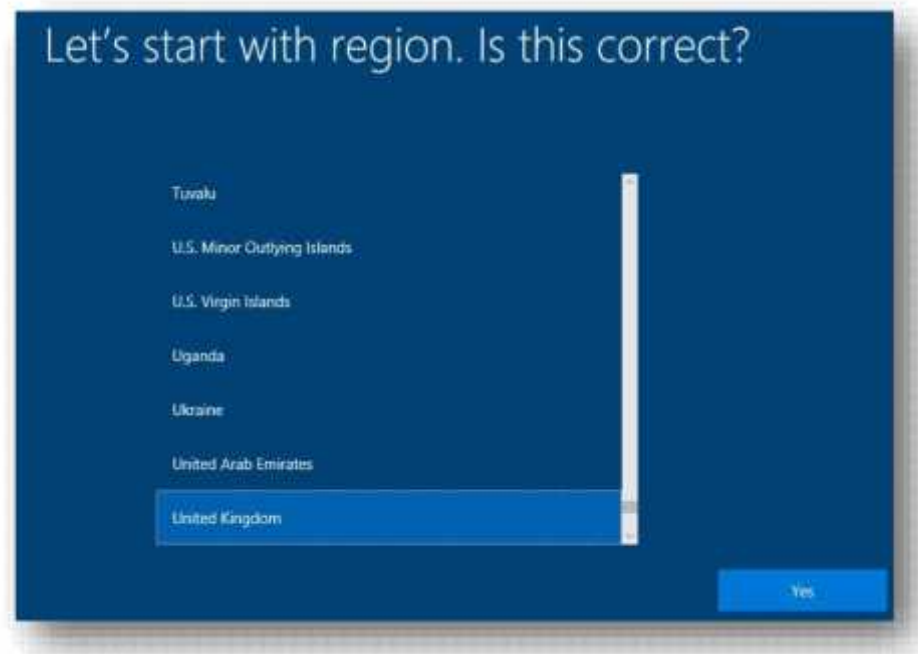 Let's start with region. Is this correct?
Tuvalu
U.S. Minor Outlying Islands
U.S. Virgin Islands
Uganda
Ukraine
United Arab Emirates
United Kingdom
Yes